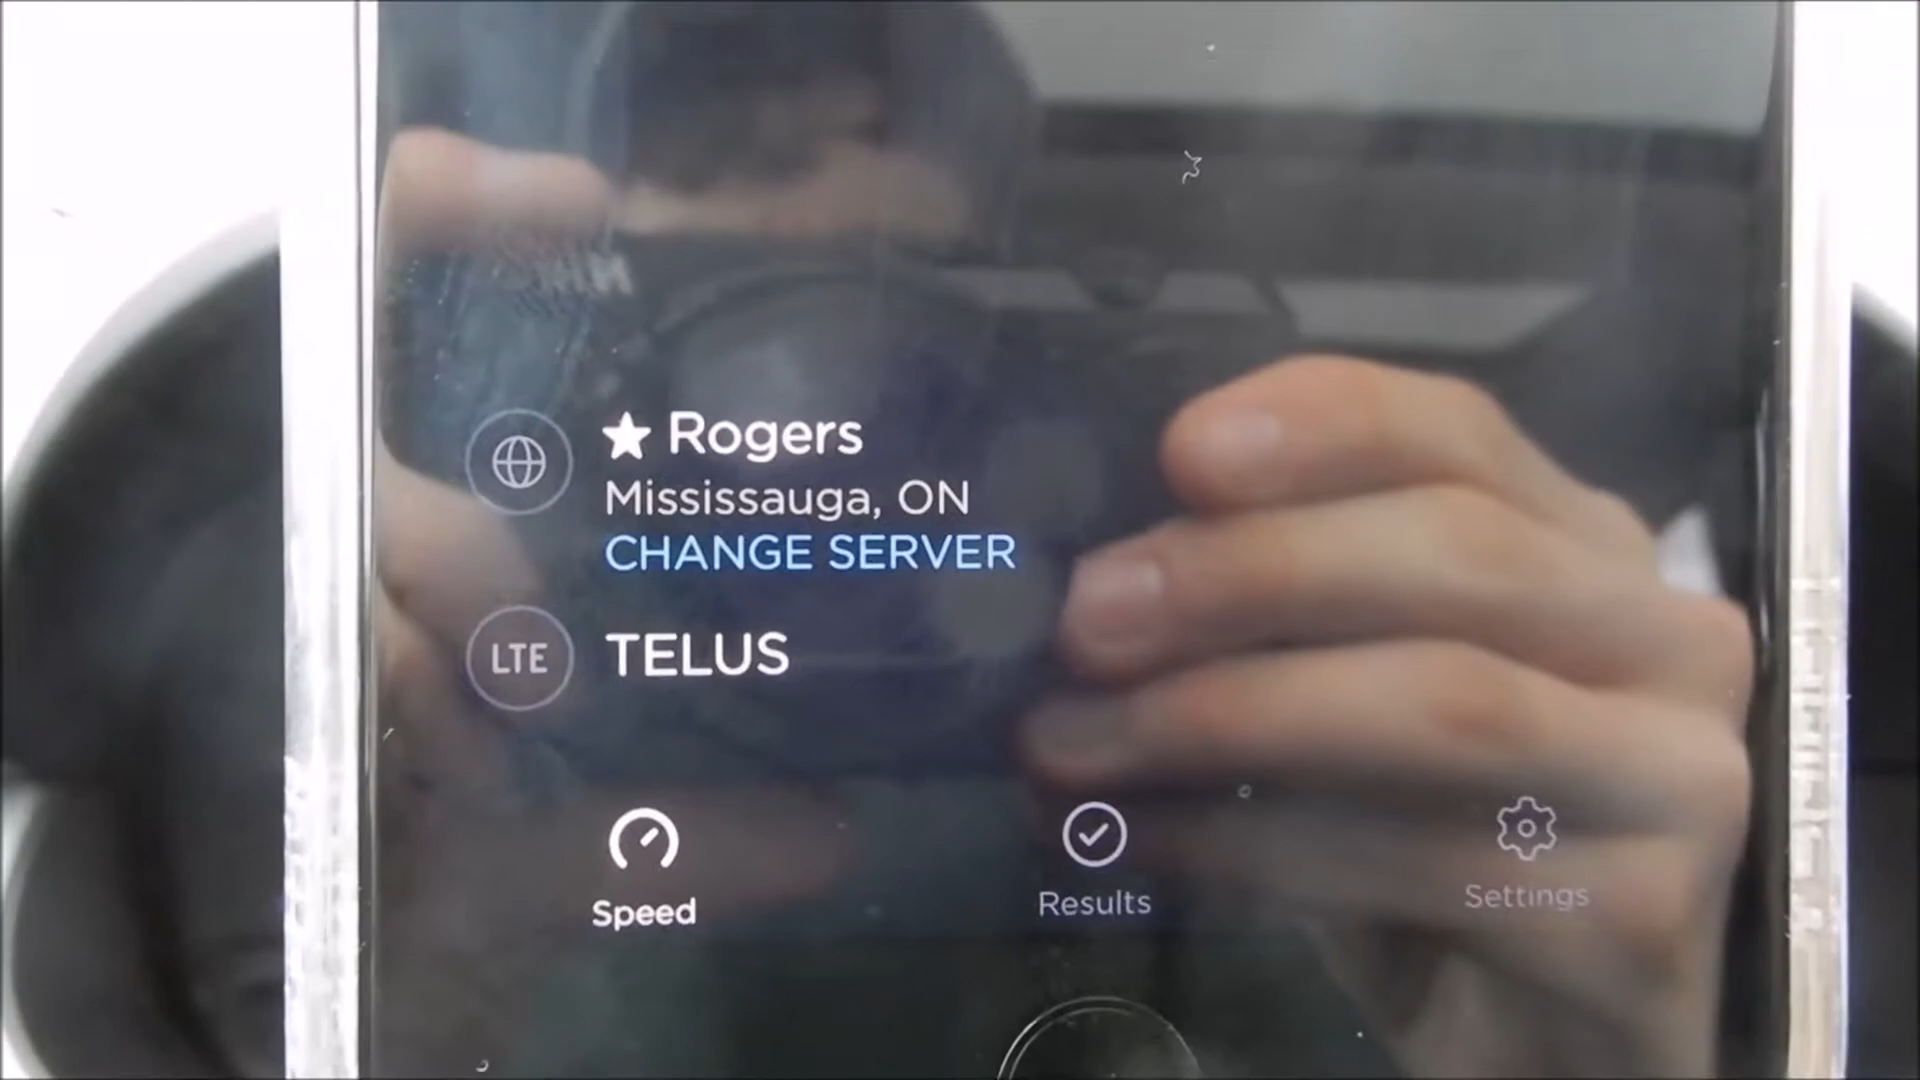 Rogers
Mississauga, ON
CHANGE SERVER
LTE TELUS
Speed
Results
Settings